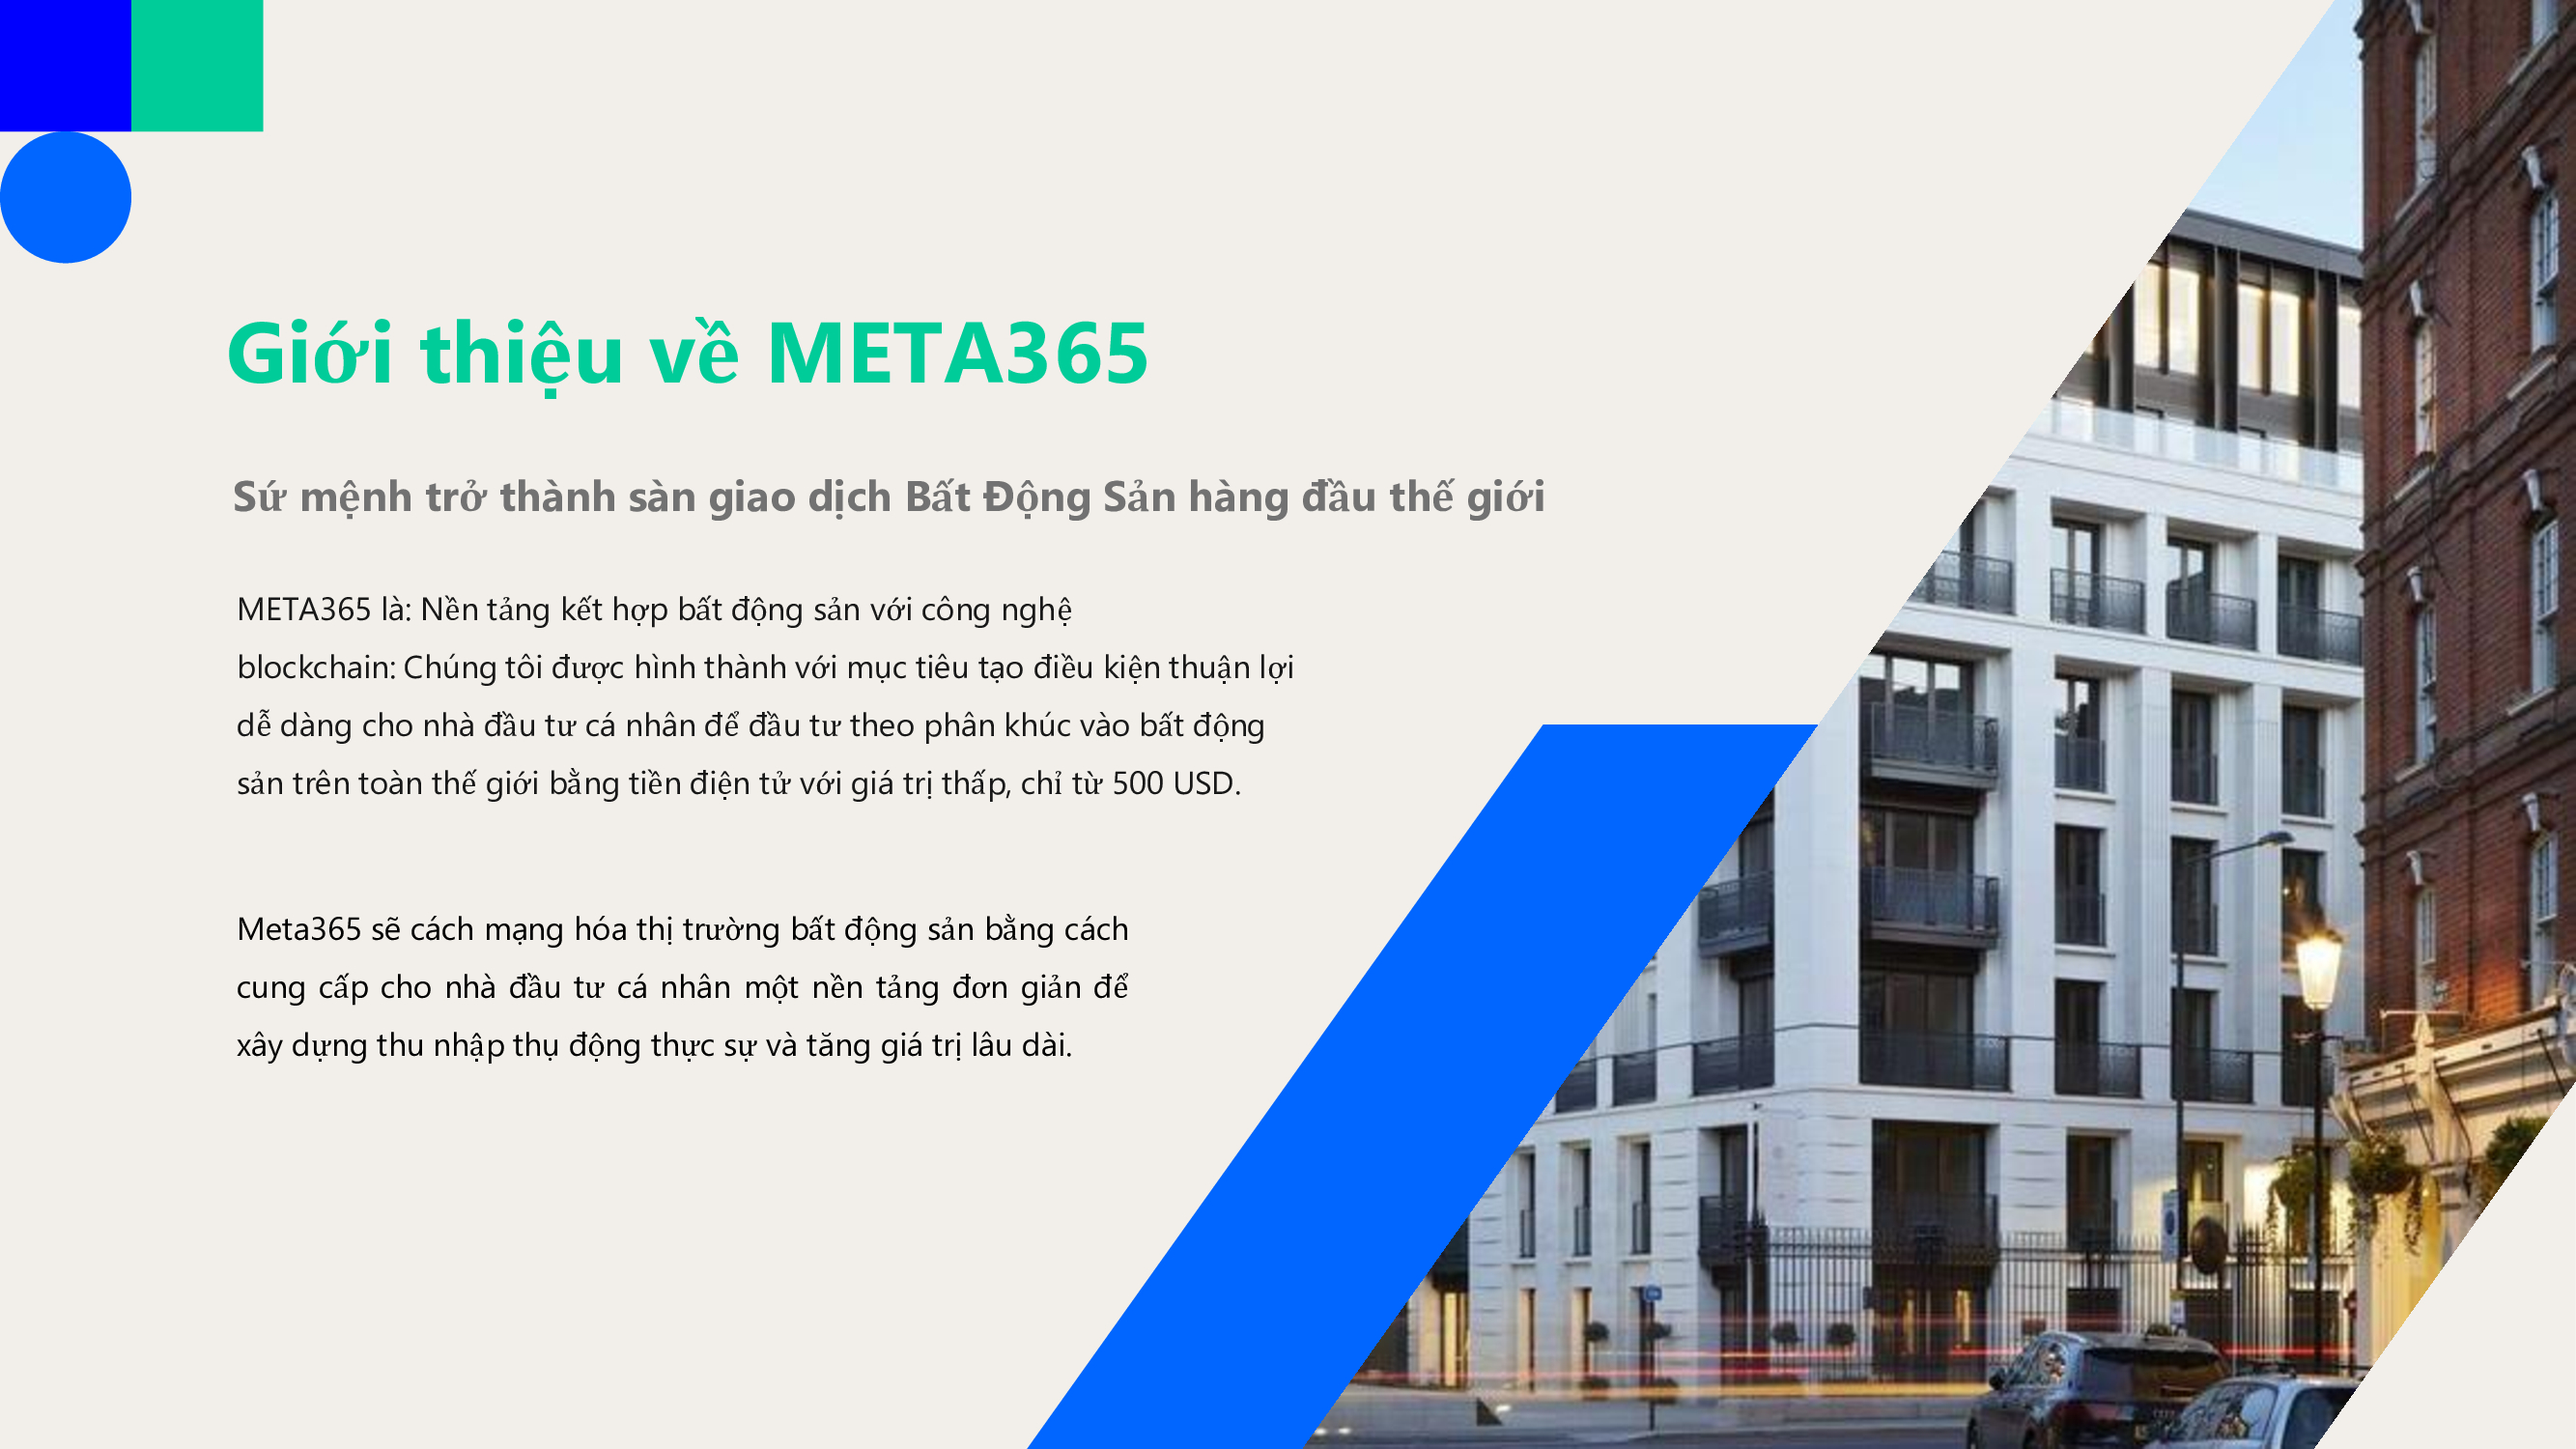 Giới thiệu về META365
Sứ mệnh trở thành sàn giao dịch Bất Động Sản hàng đầu thế giới
META365 là: Nền tảng kết hợp bất động sản với công nghệ
blockchain: Chúng tôi được hình thành với mục tiêu tạo điều kiện thuận lợi
dễ dàng cho nhà đầu tư cá nhân để đầu tư theo phân khúc vào bất động
sản trên toàn thế giới bằng tiền điện tử với giá trị thấp, chỉ từ 500 USD.
Meta365 sẽ cách mạng hóa thị trường bất động sản bằng cách
cung cấp cho nhà đầu tư cá nhân một nền tảng đơn giản để
xây dựng thu nhập thụ động thực sự và tăng giá trị lâu dài.